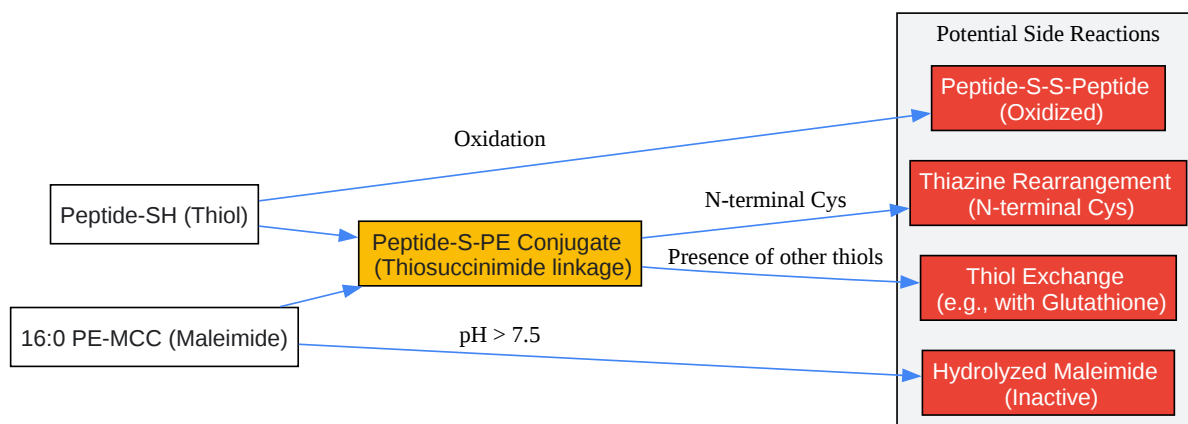 Potential Side Reactions
Peptide-S-S-Peptide
(Oxidized)
Oxidation
Thiazine Rearrangement
(N-terminal Cys)
N-terminal Cys
Peptide-SH (Thiol)
Peptide-S-PE Conjugate
(Thiosuccinimide linkage)
Presence of other thiols
Thiol Exchange
(e.g., with Glutathione)
16:0 PE-MCC (Maleimide)
pH > 7.5
Hydrolyzed Maleimide
(Inactive)